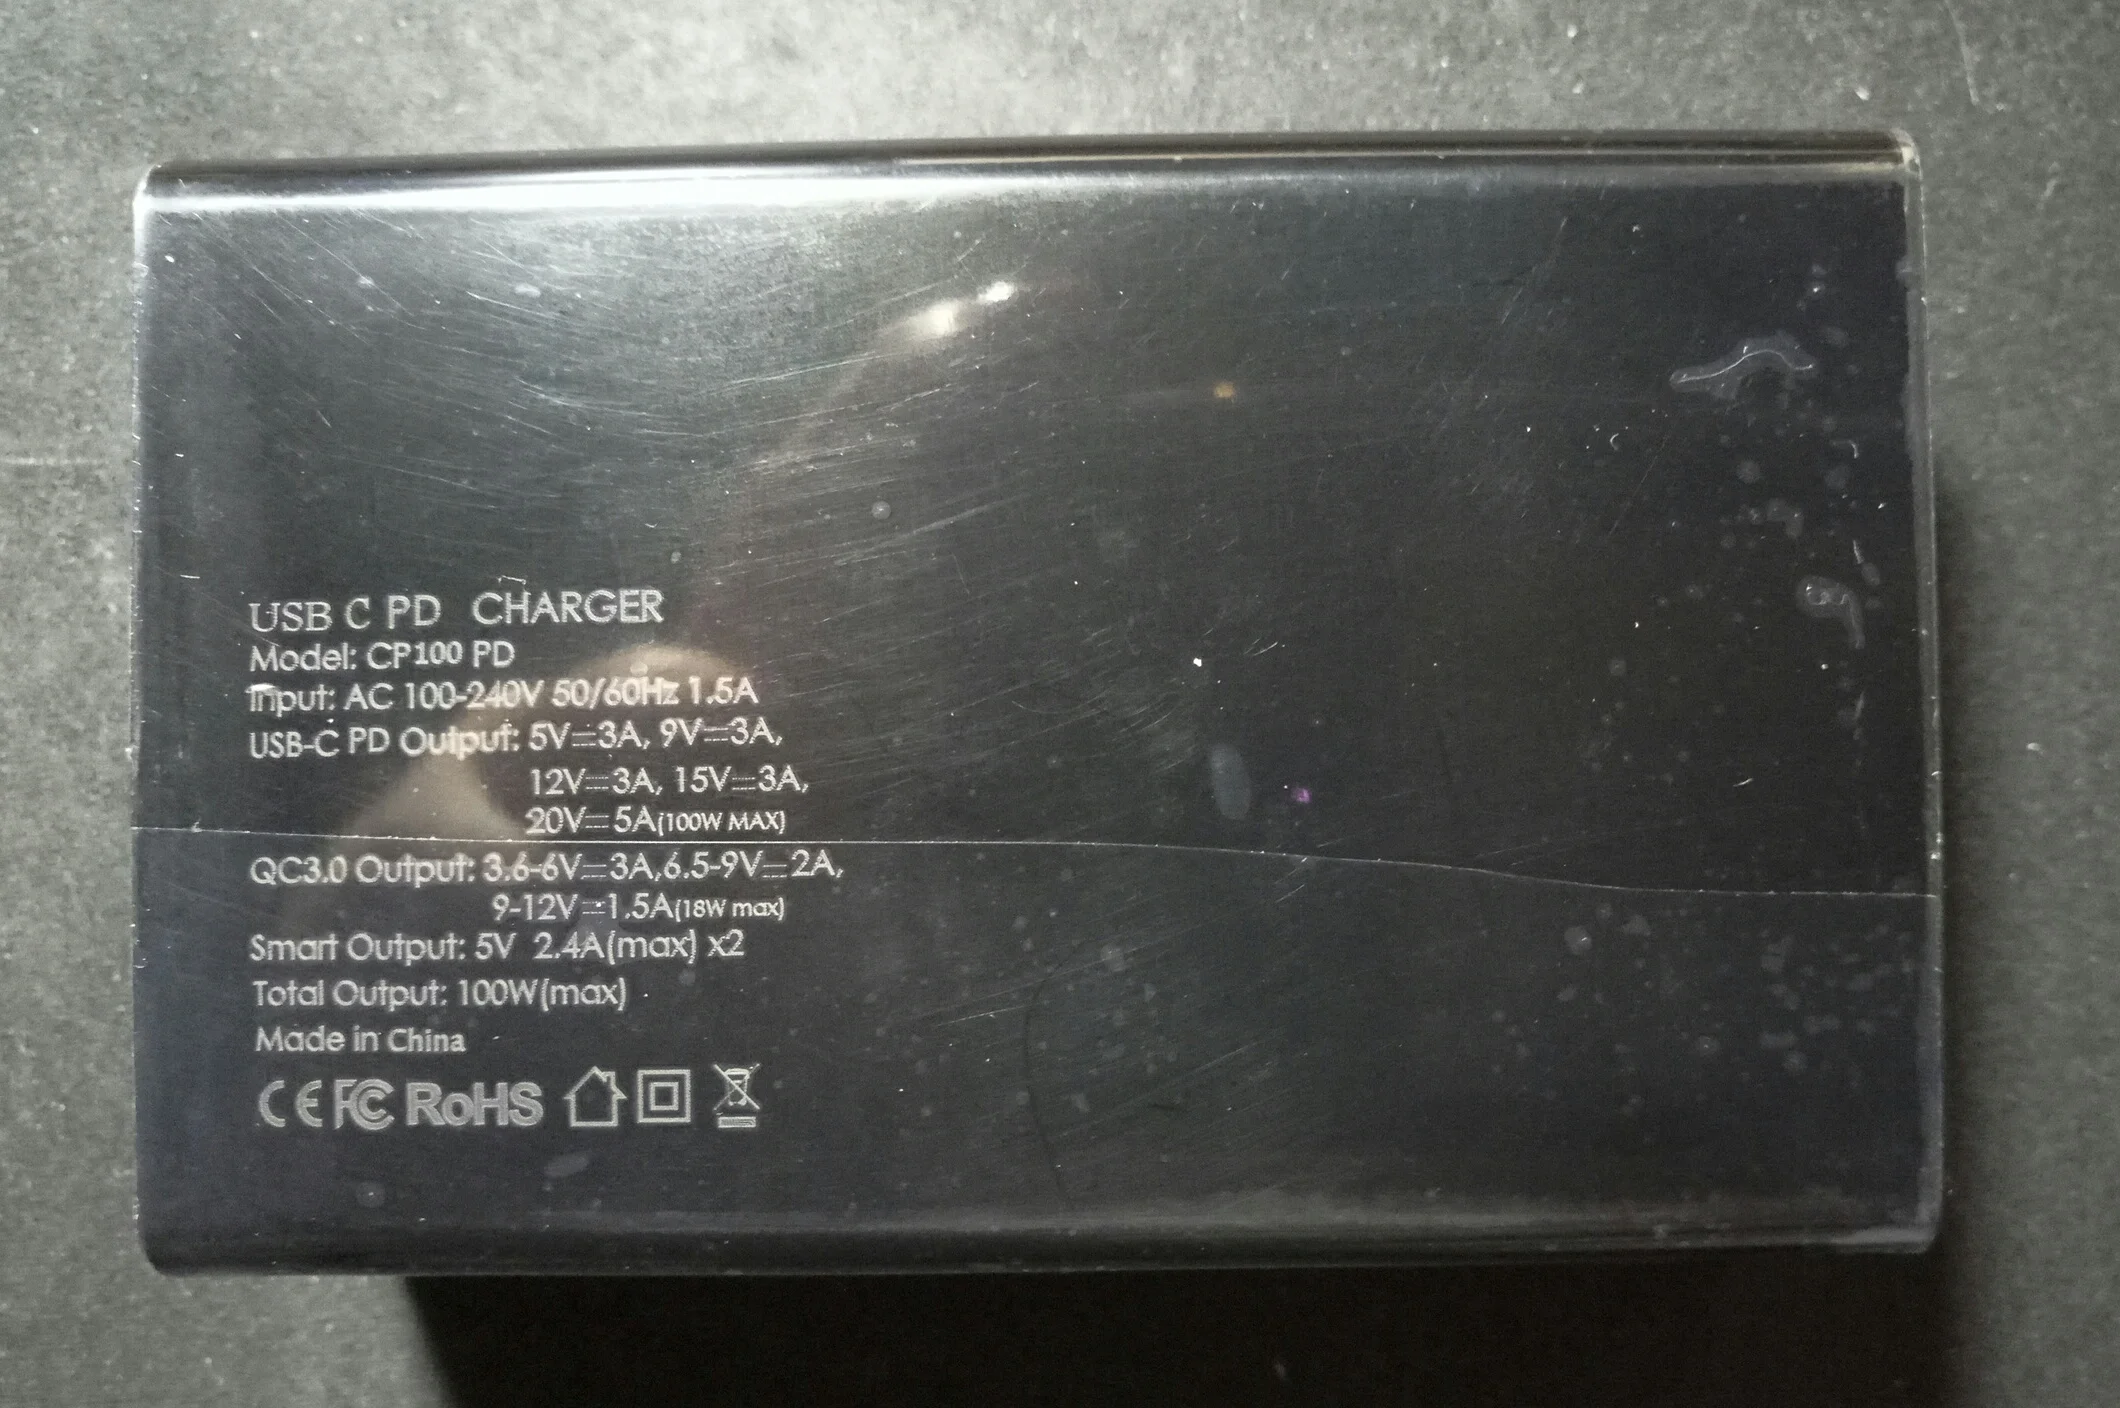 USB C PD CHARGER
Model: CP100 PD
Input: AC 100-240V 50/60Hz 1.5A
USB-C PD Output: 5V⎓3A, 9V⎓3A,
12V⎓3A, 15V⎓3A,
20V⎓5A(100W MAX)
QC3.0 Output: 3.6-6V⎓3A,6.5-9V⎓2A,
9-12V⎓1.5A(18W max)
Smart Output: 5V 2.4A(max) x2
Total Output: 100W(max)
Made in China
CE FC RoHS